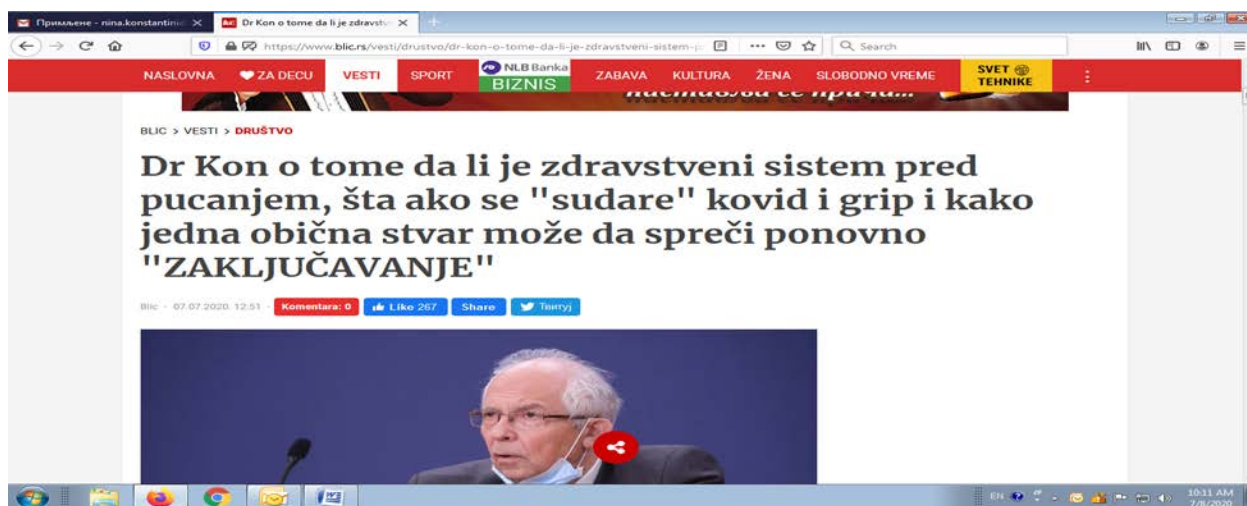 Примљене - nina.konstantini
Dr Kon o tome da li je zdravstv
https://www.blic.rs/vesti/drustvo/dr-kon-o-tome-da-li-je-zdravstveni-sistem-p
Search
NASLOVNA ZA DECU VESTI SPORT NLB Banka BIZNIS ZABAVA KULTURA ŽENA SLOBODNO VREME SVET TEHNIKE
BLIC > VESTI > DRUŠTVO
Dr Kon o tome da li je zdravstveni sistem pred
pucanjem, šta ako se "sudare" kovid i grip i kako
jedna obična stvar može da spreči ponovno
"ZAKLJUČAVANJE"
Blic - 07.07.2020. 12:51 - Komentara: 0 Like 267 Share Твитуј
EN
10:11 AM
7/8/2020